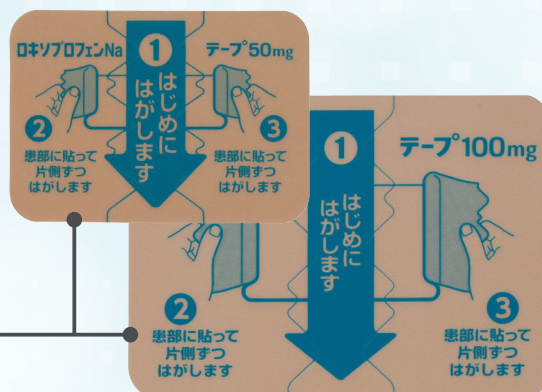 ロキソプロフェンNa
テープ50mg
1
はじめに
はがします
2
患部に貼って
片側ずつ
はがします
3
患部に貼って
片側ずつ
はがします
テープ100mg
1
はじめに
はがします
2
患部に貼って
片側ずつ
はがします
3
患部に貼って
片側ずつ
はがします